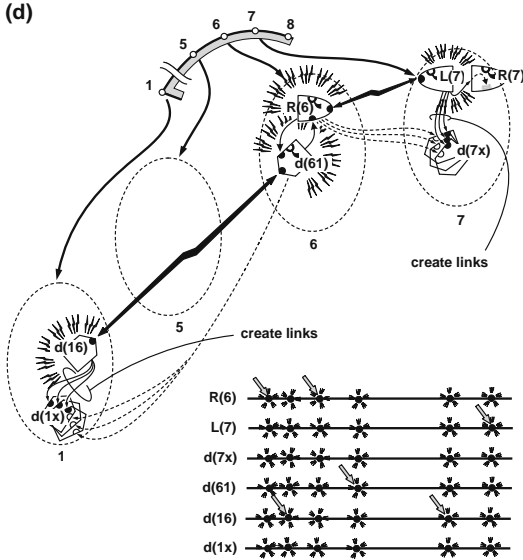 (d)
8
7
6
5
1
L(7)
R(7)
R(6)
d(7x)
d(61)
7
6
create links
5
create links
d(16)
d(1x)
1
R(6)
L(7)
d(7x)
d(61)
d(16)
d(1x)